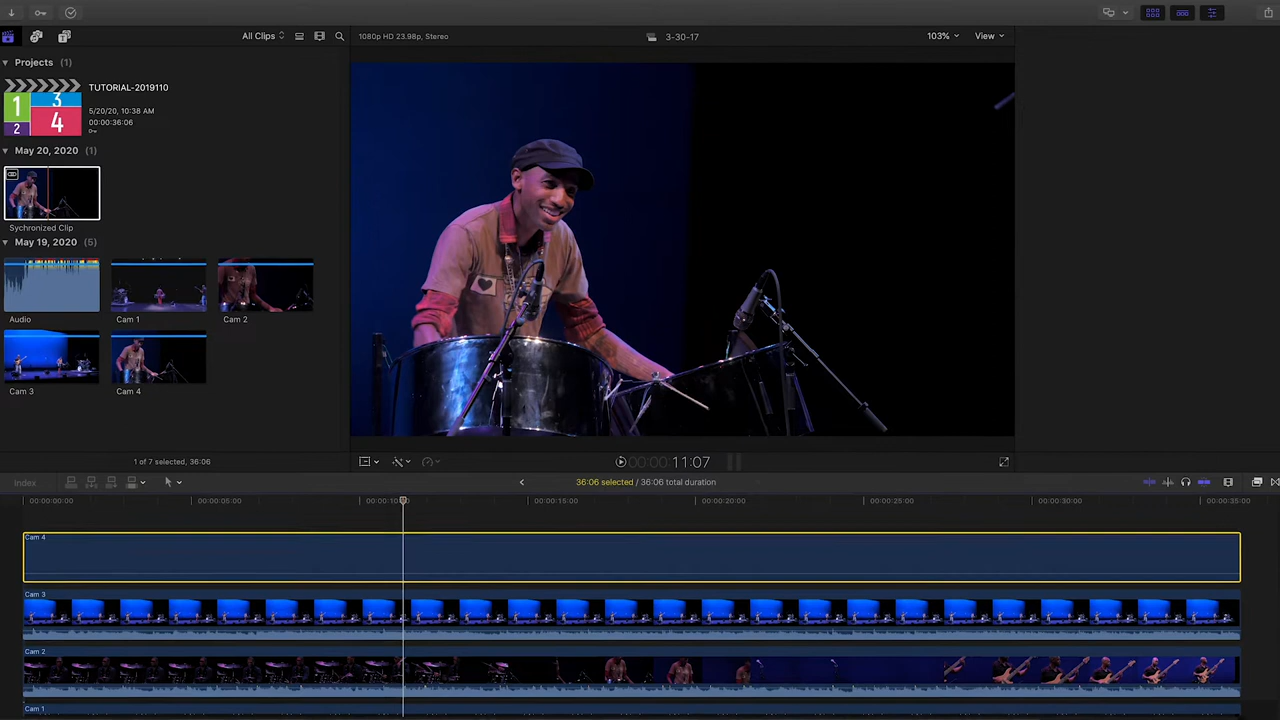 All Clips
1080p HD 23.98p, Stereo
3-30-17
103%
View
Projects (1)
TUTORIAL-2019110
5/20/20, 10:38 AM
00:00:36:06
1 2 3 4
May 20, 2020 (1)
Sychronized Clip
May 19, 2020 (5)
Audio
Cam 1
Cam 2
Cam 3
Cam 4
1 of 7 selected, 36:06
00:00:11:07
Index
36:06 selected / 36:06 total duration
00:00:00:00
00:00:05:00
00:00:10:00
00:00:15:00
00:00:20:00
00:00:25:00
00:00:30:00
00:00:35:00
Cam 4
Cam 3
Cam 2
Cam 1